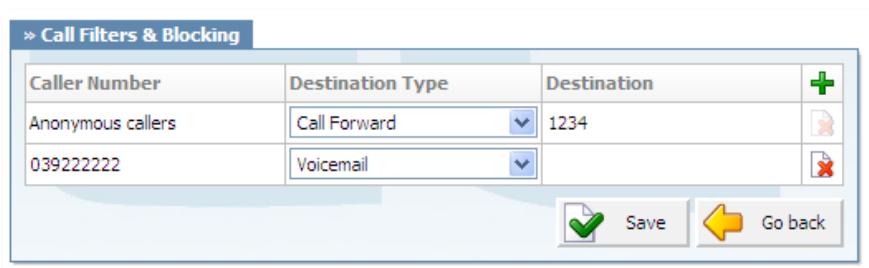 » Call Filters & Blocking
Caller Number Destination Type Destination
Anonymous callers Call Forward 1234
039222222 Voicemail
Save Go back